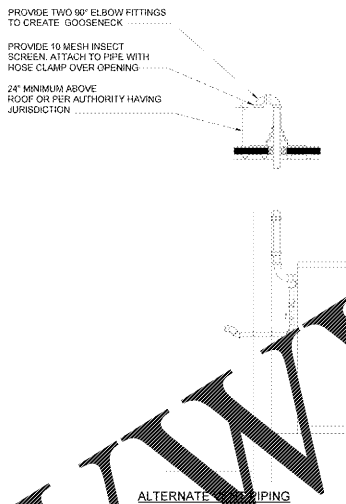 PROVIDE TWO 90° ELBOW FITTINGS
TO CREATE GOOSENECK
PROVIDE 10 MESH INSECT
SCREEN, ATTACH TO PIPE WITH
HOSE CLAMP OVER OPENING
24" MINIMUM ABOVE
ROOF OR PER AUTHORITY HAVING
JURISDICTION
ALTERNATE VENT PIPING